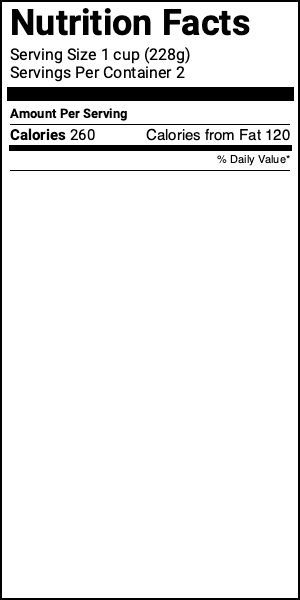 Nutrition Facts
Serving Size 1 cup (228g)
Servings Per Container 2
Amount Per Serving
Calories 260 Calories from Fat 120
% Daily Value*